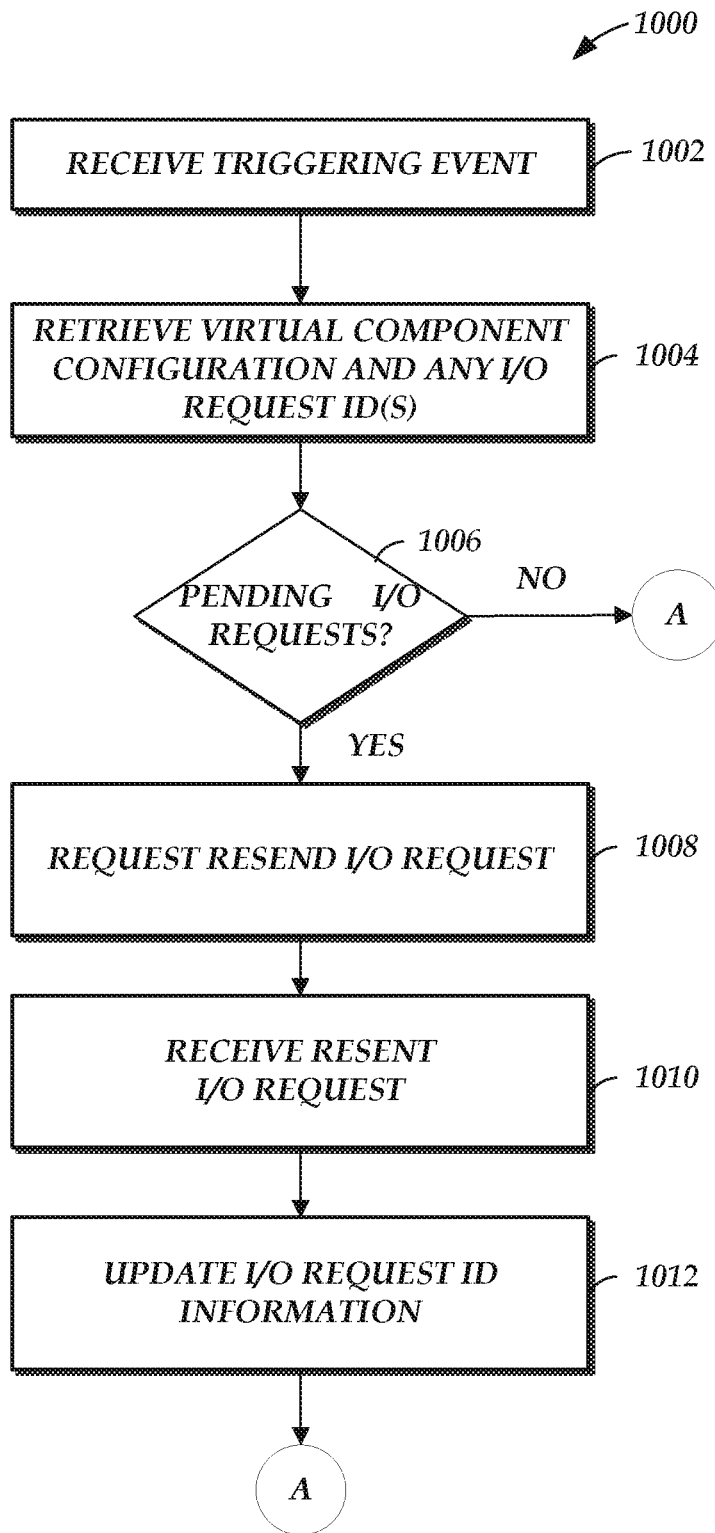 1000
RECEIVE TRIGGERING EVENT
1002
RETRIEVE VIRTUAL COMPONENT
CONFIGURATION AND ANY I/O
REQUEST ID(S)
1004
1006
PENDING I/O
REQUESTS?
NO
A
YES
REQUEST RESEND I/O REQUEST
1008
RECEIVE RESENT
I/O REQUEST
1010
UPDATE I/O REQUEST ID
INFORMATION
1012
A